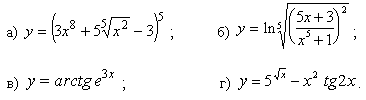 а) y = (3x⁸ + 5⁵√x² − 3)⁵ ; б) y = ln ⁵√((5x + 3)/(x⁵ + 1))² ;
в) y = arctg e³ˣ ; г) y = 5^√x − x² tg2x .